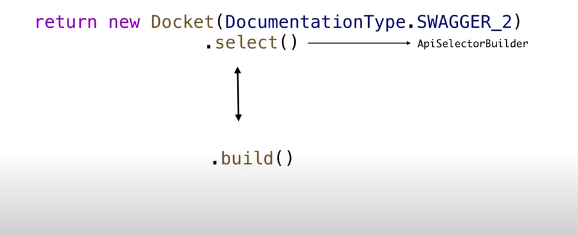 return new Docket(DocumentationType.SWAGGER_2)
.select() ApiSelectorBuilder
.build()